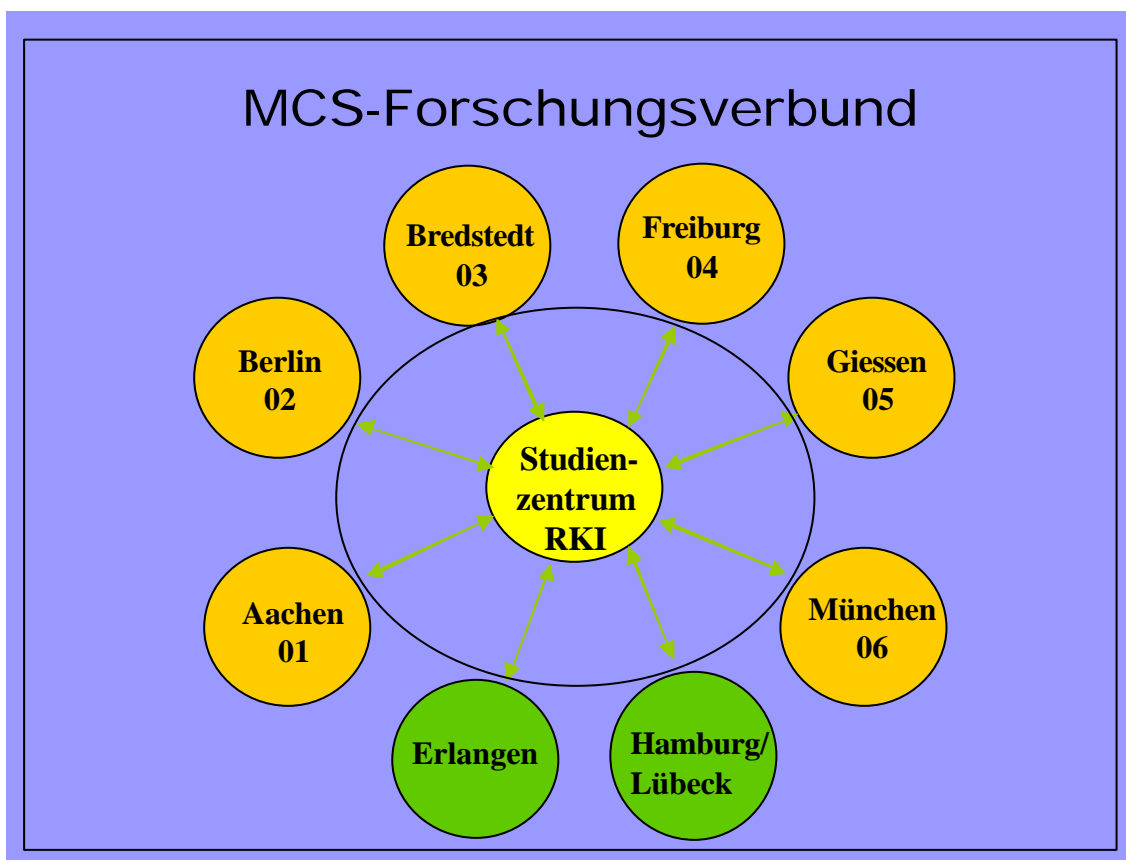 MCS-Forschungsverbund
Bredstedt
03
Freiburg
04
Berlin
02
Giessen
05
Studien-
zentrum
RKI
Aachen
01
München
06
Erlangen
Hamburg/
Lübeck